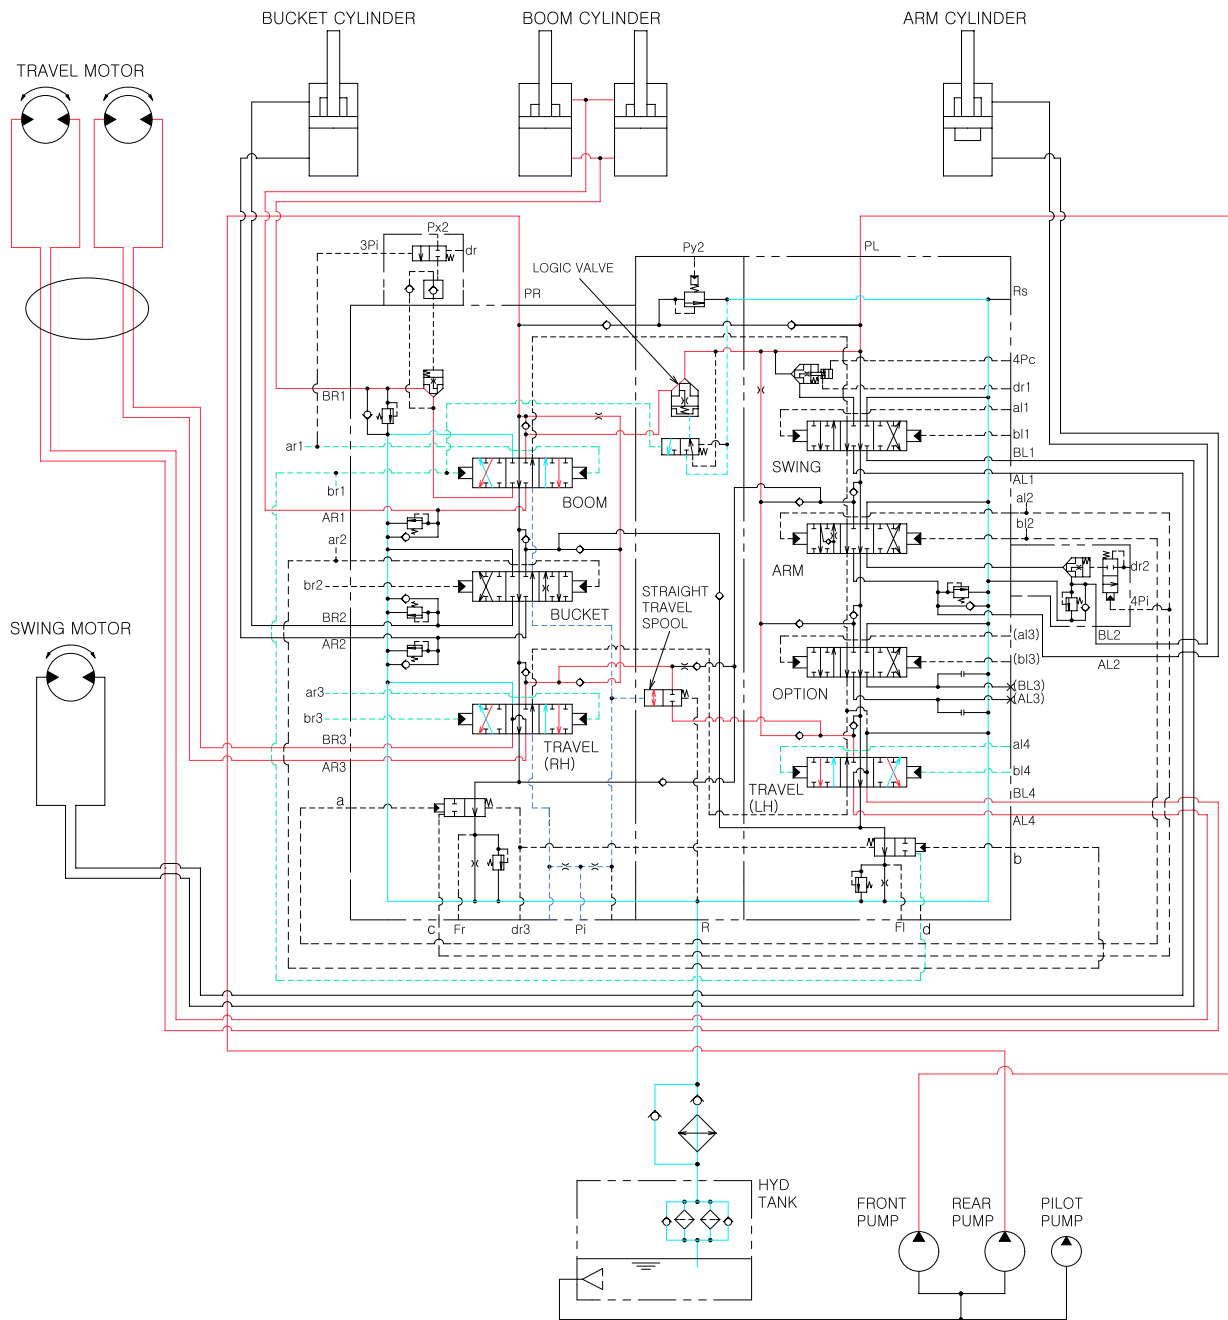 BUCKET CYLINDER
BOOM CYLINDER
ARM CYLINDER
TRAVEL MOTOR
Px2
3Pi
dr
Py2
PL
LOGIC VALVE
PR
Rs
4Pc
dr1
BR1
al1
ar1
bl1
BL1
SWING
AL1
br1
BOOM
al2
AR1
bl2
ar2
ARM
dr2
br2
BUCKET
STRAIGHT
TRAVEL
SPOOL
4Pi
BR2
SWING MOTOR
BL2
(al3)
AR2
AL2
(bl3)
ar3
OPTION
(BL3)
(AL3)
br3
BR3
TRAVEL
(RH)
al4
AR3
bl4
TRAVEL
(LH)
BL4
a
AL4
b
c
Fr
dr3
Pi
R
Fl
d
HYD
TANK
FRONT
PUMP
REAR
PUMP
PILOT
PUMP